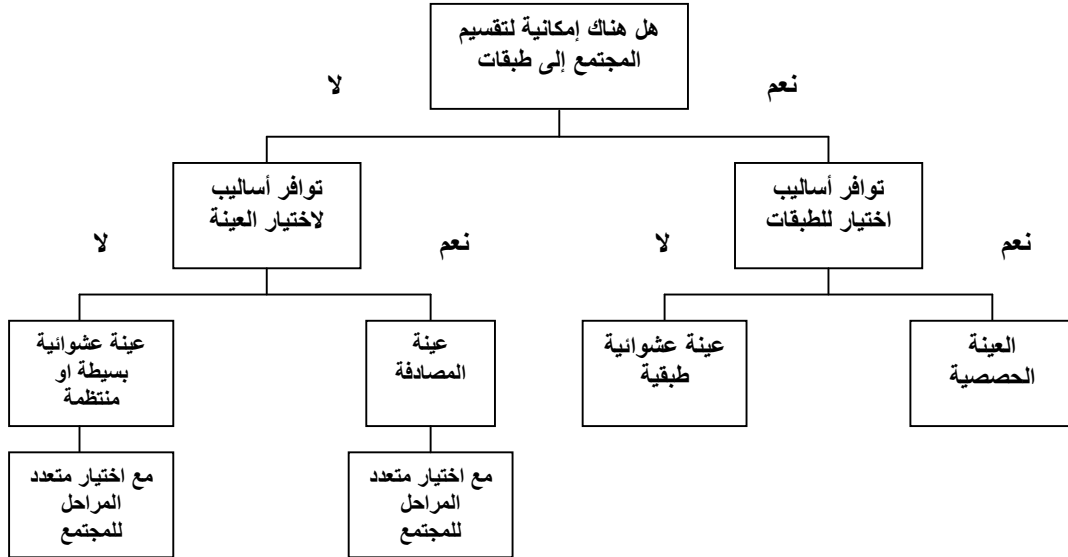 هل هناك إمكانية لتقسيم
المجتمع إلى طبقات
نعم
لا
توافر أساليب
اختيار للطبقات
توافر أساليب
لاختيار العينة
نعم
لا
نعم
لا
العينة
الحصصية
عينة عشوائية
طبقية
عينة
المصادفة
عينة عشوائية
بسيطة او
منتظمة
مع اختيار متعدد
المراحل
للمجتمع
مع اختيار متعدد
المراحل
للمجتمع